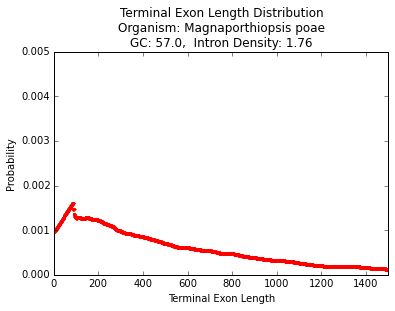 Terminal Exon Length Distribution
Organism: Magnaporthiopsis poae
GC: 57.0,  Intron Density: 1.76
0.005
0.004
0.003
0.002
0.001
0.000
Probability
0 200 400 600 800 1000 1200 1400
Terminal Exon Length